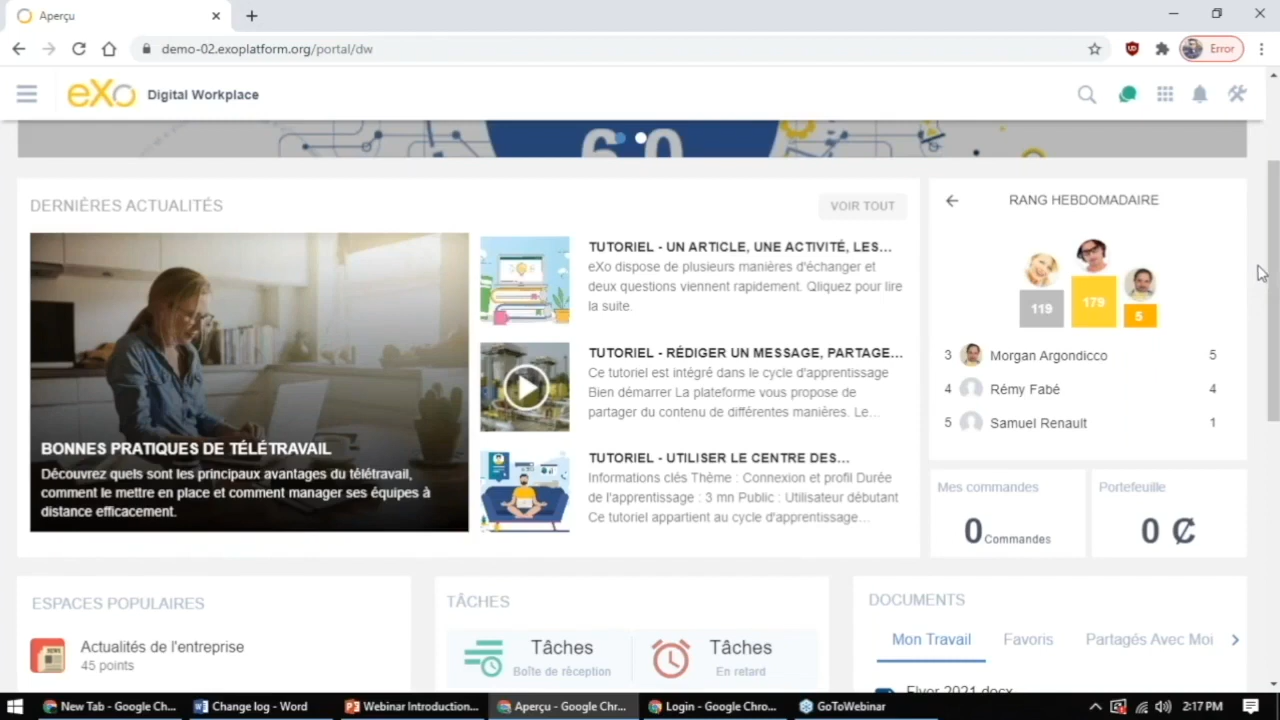 Aperçu
demo-02.exoplatform.org/portal/dw
Error
eXo Digital Workplace
6.0
DERNIÈRES ACTUALITÉS
VOIR TOUT
BONNES PRATIQUES DE TÉLÉTRAVAIL
Découvrez quels sont les principaux avantages du télétravail,
comment le mettre en place et comment manager ses équipes à
distance efficacement.
TUTORIEL - UN ARTICLE, UNE ACTIVITÉ, LES...
eXo dispose de plusieurs manières d'échanger et
deux questions viennent rapidement. Qliquez pour lire
la suite.
TUTORIEL - RÉDIGER UN MESSAGE, PARTAGE...
Ce tutoriel est intégré dans le cycle d'apprentissage
Bien démarrer La plateforme vous propose de
partager du contenu de différentes manières. Le...
TUTORIEL - UTILISER LE CENTRE DES...
Informations clés Thème : Connexion et profil Durée
de l'apprentissage : 3 mn Public : Utilisateur débutant
Ce tutoriel appartient au cycle d'apprentissage...
RANG HEBDOMADAIRE
119 179 5
3 Morgan Argondicco 5
4 Rémy Fabé 4
5 Samuel Renault 1
Mes commandes
0 Commandes
Portefeuille
0 ₡
ESPACES POPULAIRES
Actualités de l'entreprise
45 points
TÂCHES
Tâches
Boîte de réception
Tâches
En retard
DOCUMENTS
Mon Travail Favoris Partagés Avec Moi
Flyer 2021.docx
New Tab - Google Ch... Change log - Word Webinar Introduction... Aperçu - Google Chr... Login - Google Chro... GoToWebinar 2:17 PM